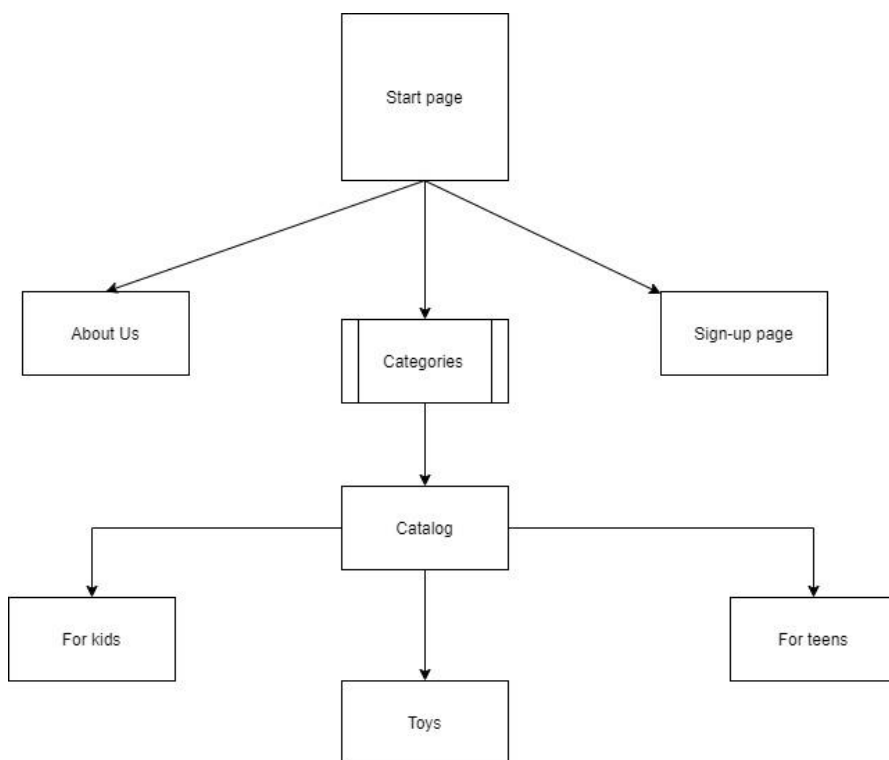 Start page
About Us
Categories
Sign-up page
Catalog
For kids
For teens
Toys